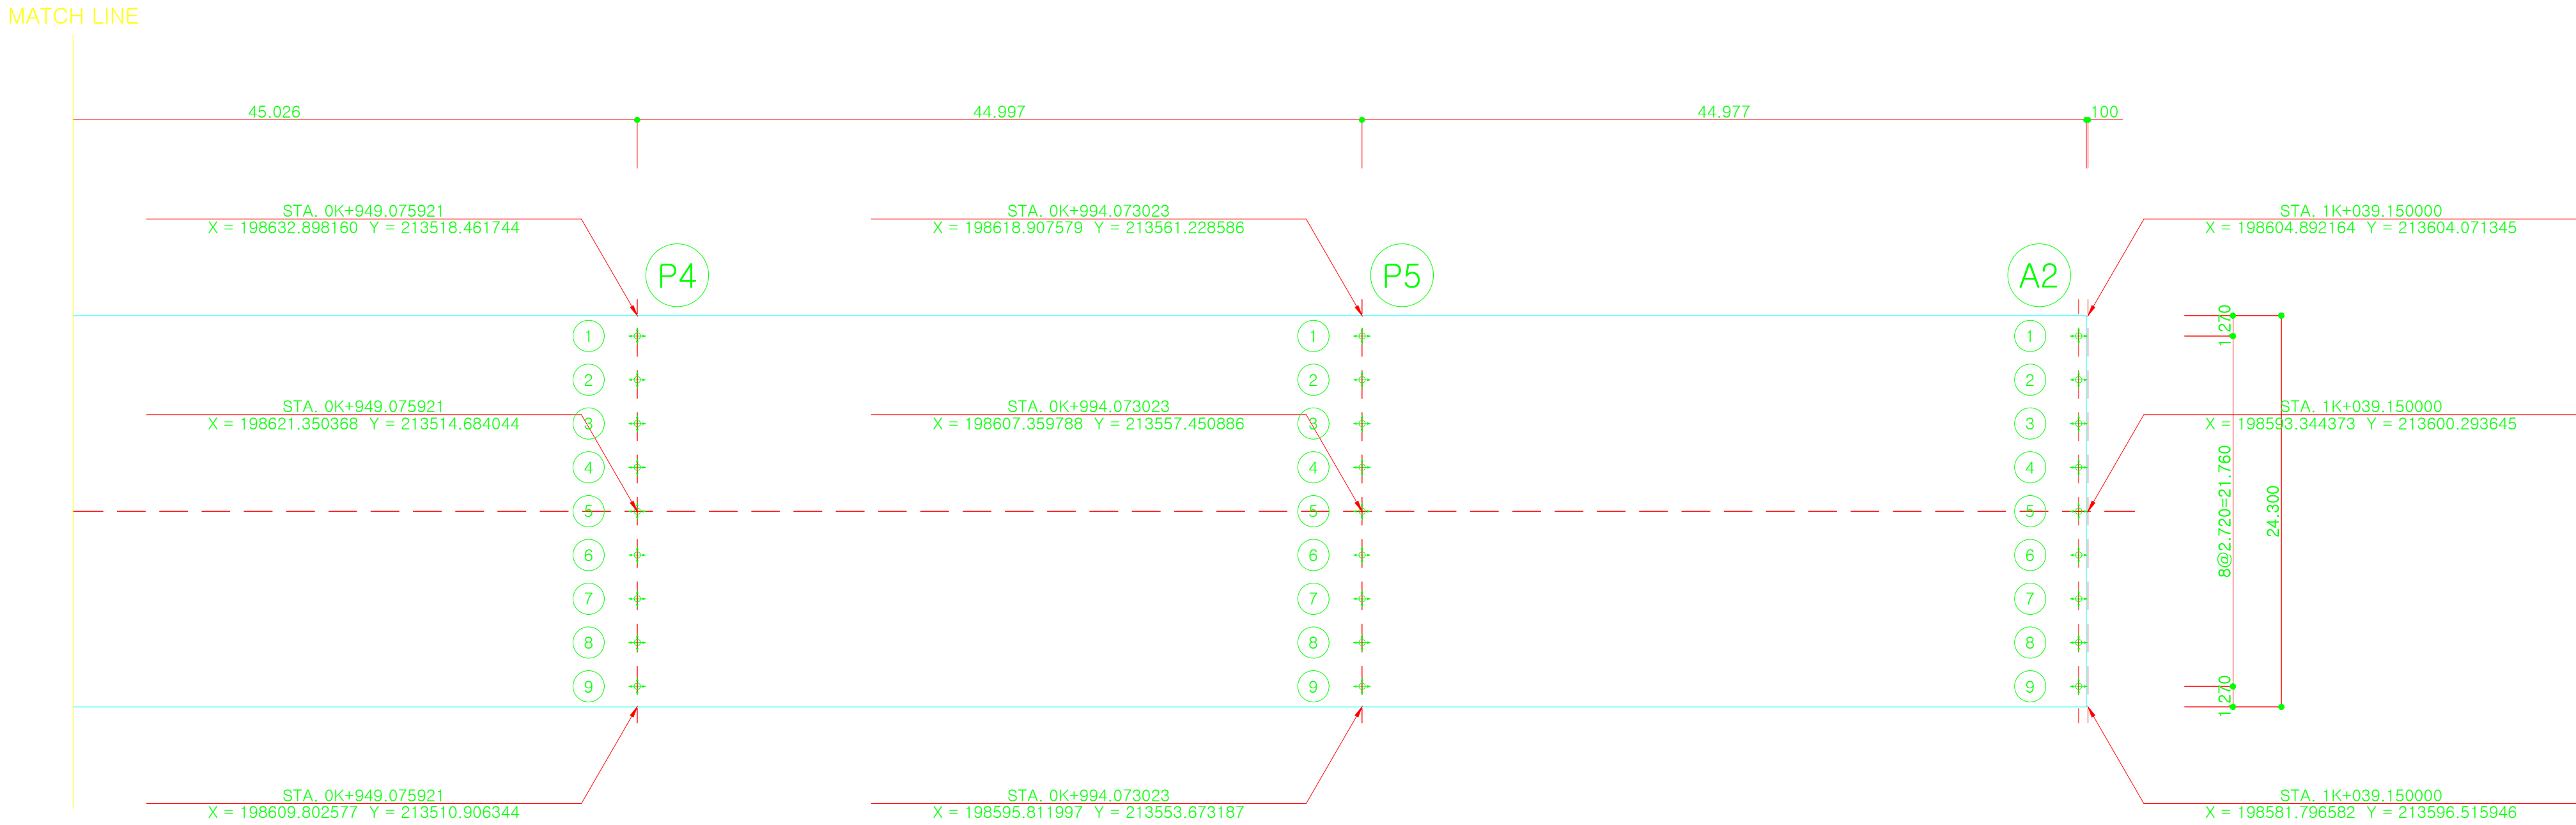 MATCH LINE
45.026
44.997
44.977
100
STA. 0K+949.075921
X = 198632.898160 Y = 213518.461744
STA. 0K+994.073023
X = 198618.907579 Y = 213561.228586
STA. 1K+039.150000
X = 198604.892164 Y = 213604.071345
P4
P5
A2
1
1
1
1.270
2
2
2
STA. 0K+949.075921
X = 198621.350368 Y = 213514.684044
STA. 0K+994.073023
X = 198607.359788 Y = 213557.450886
STA. 1K+039.150000
X = 198593.344373 Y = 213600.293645
3
3
3
4
4
4
8@2.720=21.760
24.300
5
5
5
6
6
6
7
7
7
8
8
8
9
9
9
1.270
STA. 0K+949.075921
X = 198609.802577 Y = 213510.906344
STA. 0K+994.073023
X = 198595.811997 Y = 213553.673187
STA. 1K+039.150000
X = 198581.796582 Y = 213596.515946